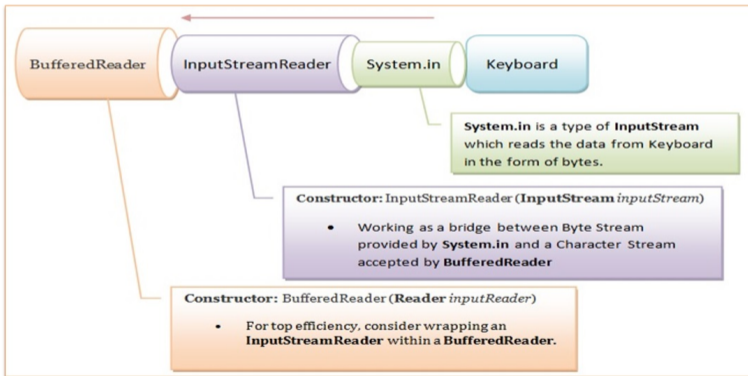 BufferedReader
InputStreamReader
System.in
Keyboard
System.in is a type of InputStream
which reads the data from Keyboard
in the form of bytes.
Constructor: InputStreamReader (InputStream inputStream)
• Working as a bridge between Byte Stream
provided by System.in and a Character Stream
accepted by BufferedReader
Constructor: BufferedReader (Reader inputReader)
• For top efficiency, consider wrapping an
InputStreamReader within a BufferedReader.